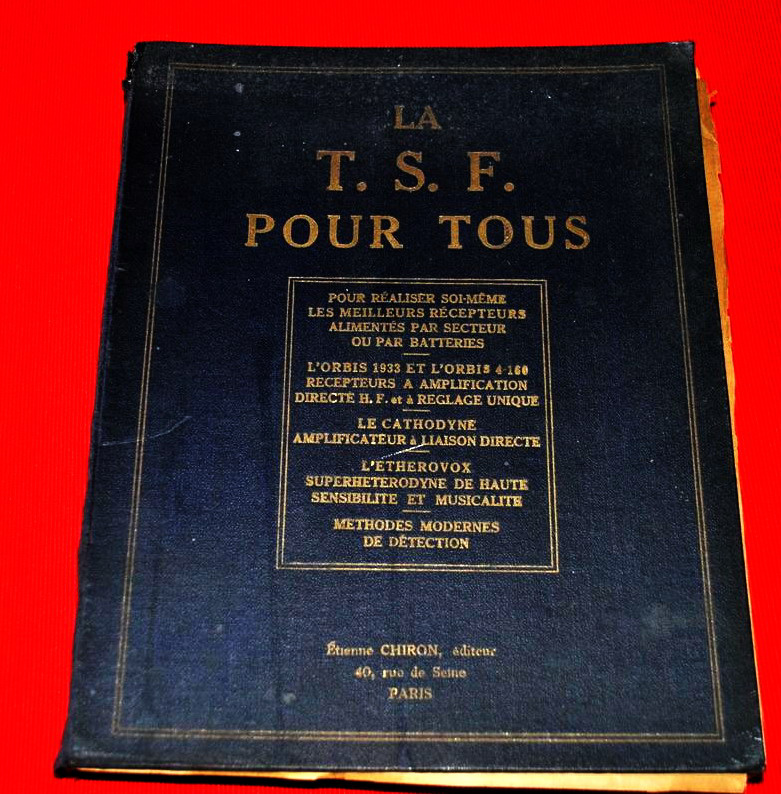 LA
T. S. F.
POUR TOUS
POUR RÉALISER SOI-MÊME
LES MEILLEURS RÉCEPTEURS
ALIMENTÉS PAR SECTEUR
OU PAR BATTERIES
L'ORBIS 1933 ET L'ORBIS 4-160
RECEPTEURS A AMPLIFICATION
DIRECTE H. F. et à REGLAGE UNIQUE
LE CATHODYNE
AMPLIFICATEUR à LIAISON DIRECTE
L'ETHEROVOX
SUPERHETERODYNE DE HAUTE
SENSIBILITE ET MUSICALITE
METHODES MODERNES
DE DÉTECTION
Étienne CHIRON, éditeur
40, rue de Seine
PARIS